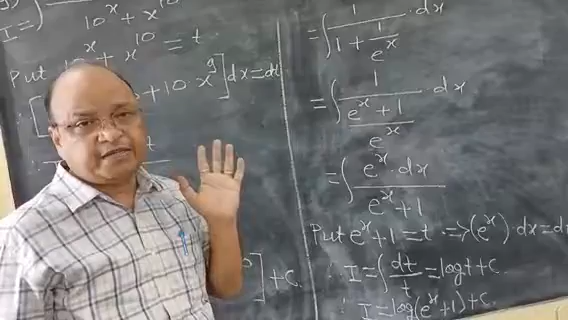 I=∫
10^x + x^10
Put 10^x + x^10 = t
[ + 10·x^9]dx=dt
t
]+c.
=∫ 1/(1 + 1/e^x) ·dx
=∫ 1/((e^x+1)/e^x) ·dx
=∫ e^x·dx/(e^x+1)
Put e^x+1=t ⇒(e^x)·dx=d
∴ I=∫dt/t=log t+c.
∴ I=log(e^x+1)+c.